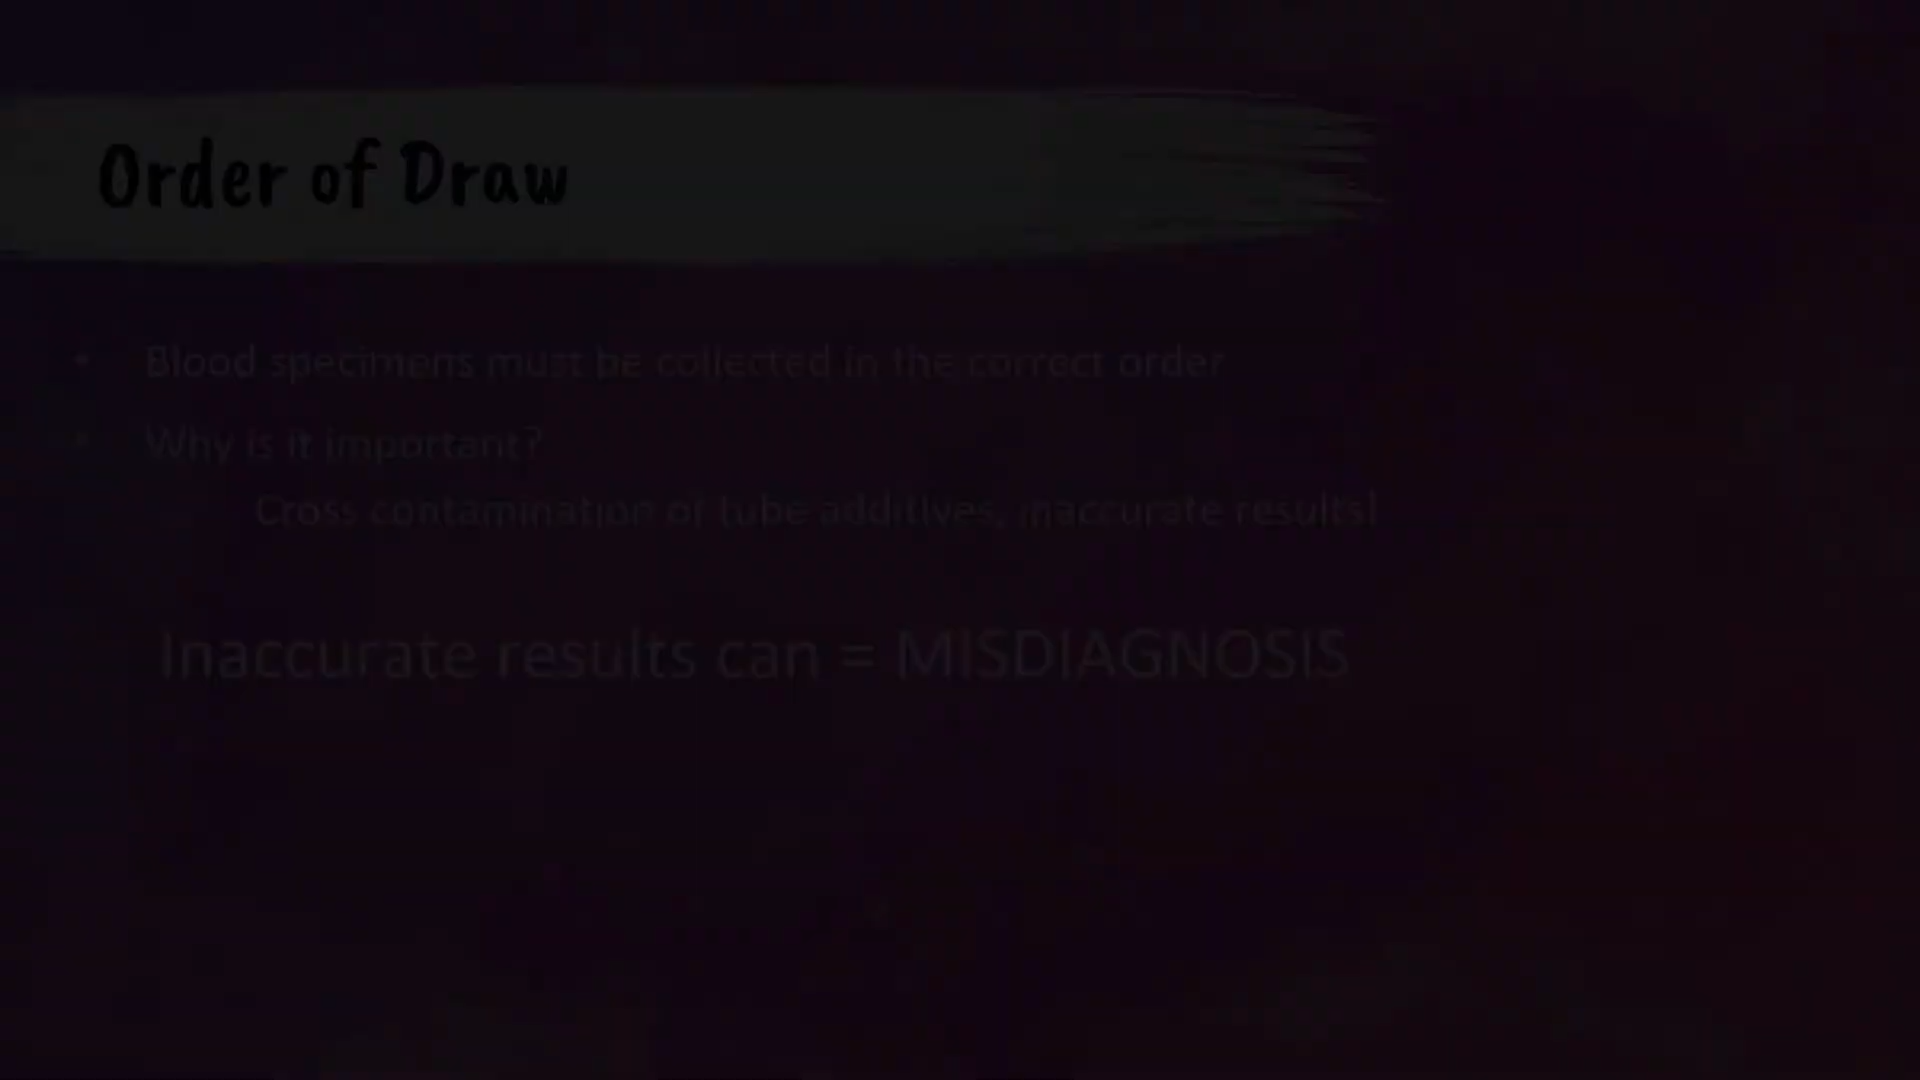 Order of Draw
• Blood specimens must be collected in the correct order
• Why is it important?
Cross contamination of tube additives, inaccurate results!
Inaccurate results can = MISDIAGNOSIS